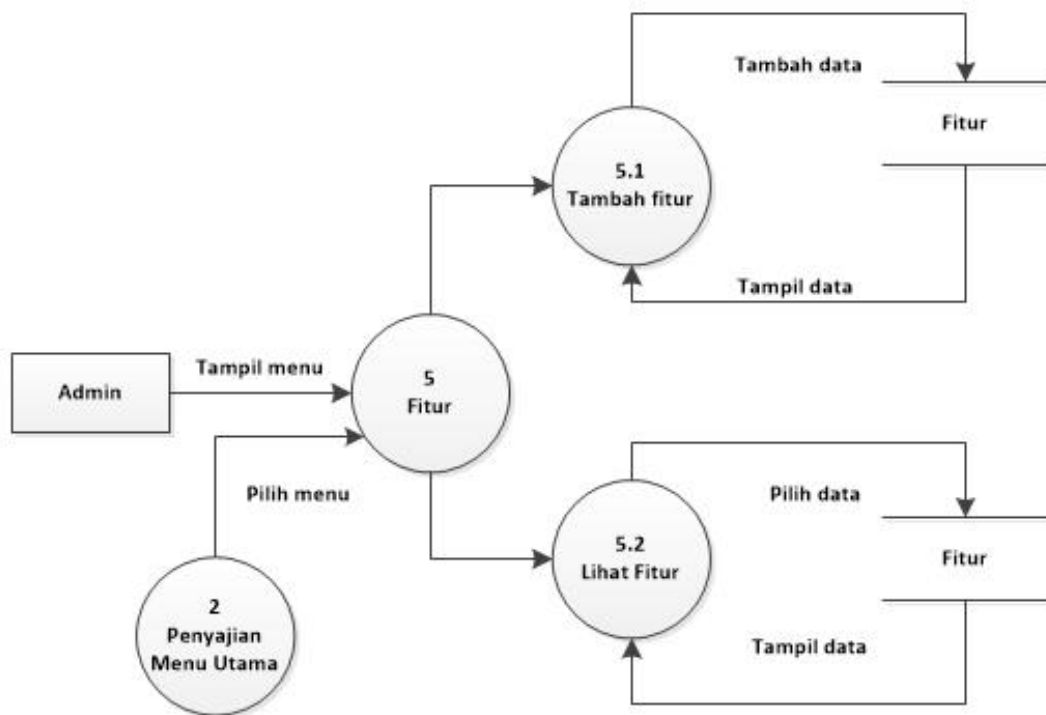 Tambah data
Fitur
5.1
Tambah fitur
Tampil data
Tampil menu
Admin
5
Fitur
Pilih menu
Pilih data
5.2
Lihat Fitur
Fitur
2
Penyajian
Menu Utama
Tampil data